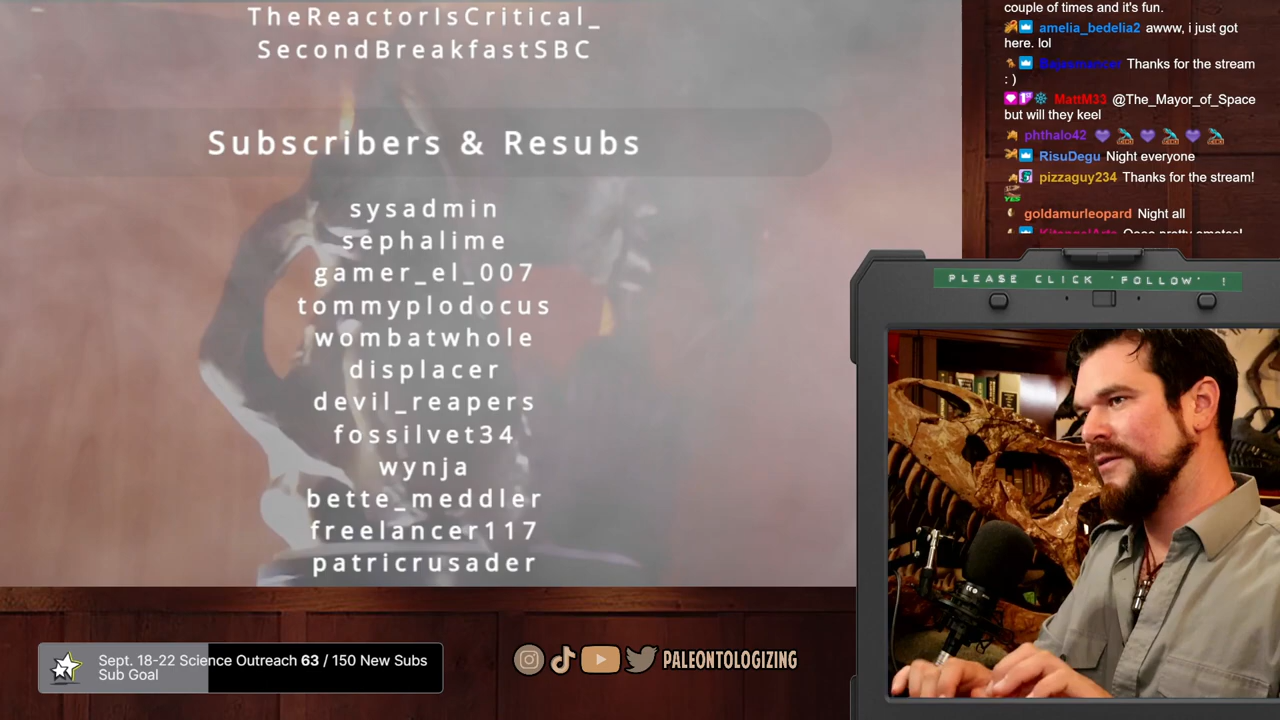 TheReactorIsCritical_
SecondBreakfastSBC
Subscribers & Resubs
sysadmin
sephalime
gamer_el_007
tommyplodocus
wombatwhole
displacer
devil_reapers
fossilvet34
wynja
bette_meddler
freelancer117
patricrusader
couple of times and it's fun.
amelia_bedelia2 awww, i just got
here. lol
Thanks for the stream
: )
MattM33 @The_Mayor_of_Space
but will they keel
phthalo42
RisuDegu Night everyone
pizzaguy234 Thanks for the stream!
YES
goldamurleopard Night all
PLEASE CLICK 'FOLLOW' !
Sept. 18-22 Science Outreach 63 / 150 New Subs
Sub Goal
PALEONTOLOGIZING